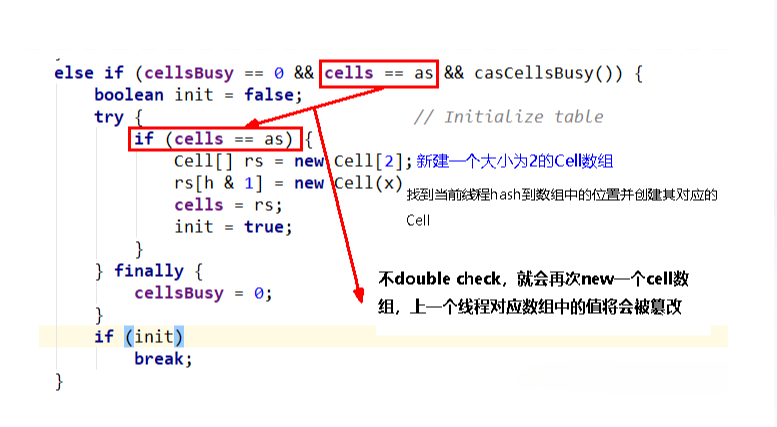 else if (cellsBusy == 0 && cells == as && casCellsBusy()) {
boolean init = false;
try { // Initialize table
if (cells == as) {
Cell[] rs = new Cell[2]; 新建一个大小为2的Cell数组
rs[h & 1] = new Cell(x)
找到当前线程hash到数组中的位置并创建其对应的
Cell
cells = rs;
init = true;
}
} finally {
cellsBusy = 0;
}
不double check，就会再次new一个cell数
组，上一个线程对应数组中的值将会被篡改
if (init)
break;
}